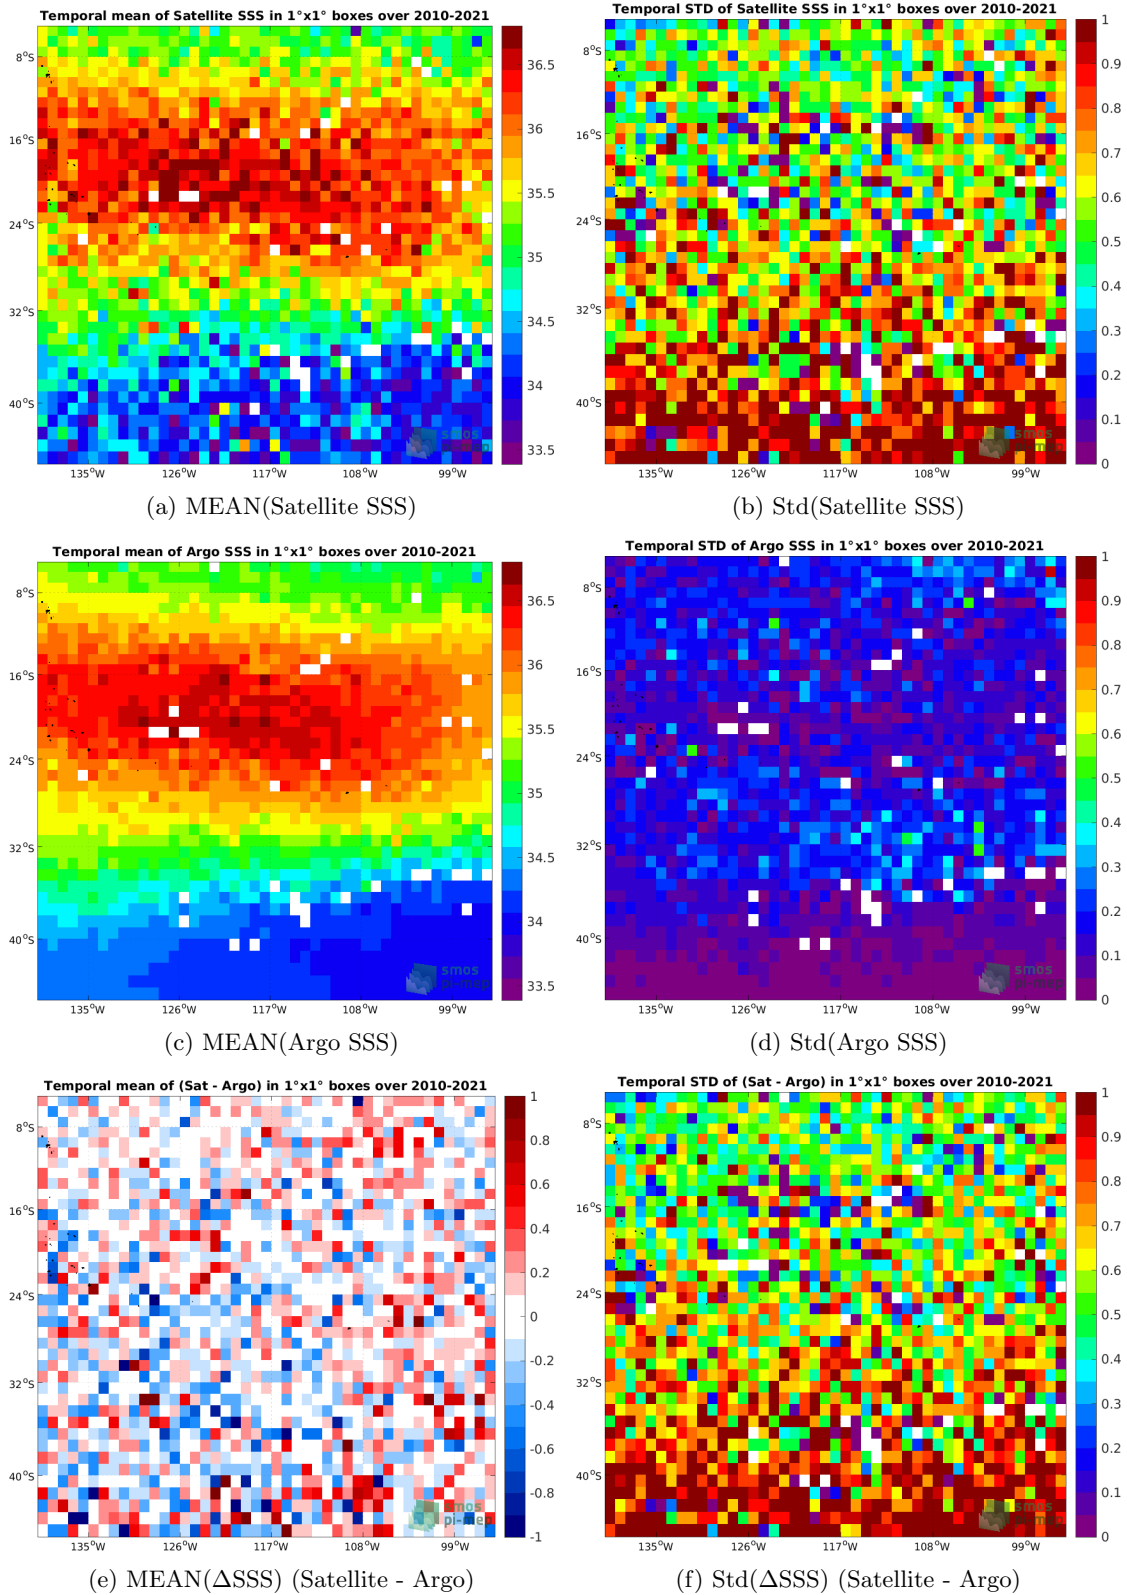 Temporal mean of Satellite SSS in 1°x1° boxes over 2010-2021
8°S
16°S
24°S
32°S
40°S
135°W 126°W 117°W 108°W 99°W
36.5
36
35.5
35
34.5
34
33.5
smos
pi-mep
(a) MEAN(Satellite SSS)
Temporal STD of Satellite SSS in 1°x1° boxes over 2010-2021
8°S
16°S
24°S
32°S
40°S
135°W 126°W 117°W 108°W 99°W
1
0.9
0.8
0.7
0.6
0.5
0.4
0.3
0.2
0.1
0
smos
pi-mep
(b) Std(Satellite SSS)
Temporal mean of Argo SSS in 1°x1° boxes over 2010-2021
8°S
16°S
24°S
32°S
40°S
135°W 126°W 117°W 108°W 99°W
36.5
36
35.5
35
34.5
34
33.5
smos
pi-mep
(c) MEAN(Argo SSS)
Temporal STD of Argo SSS in 1°x1° boxes over 2010-2021
8°S
16°S
24°S
32°S
40°S
135°W 126°W 117°W 108°W 99°W
1
0.9
0.8
0.7
0.6
0.5
0.4
0.3
0.2
0.1
0
smos
pi-mep
(d) Std(Argo SSS)
Temporal mean of (Sat - Argo) in 1°x1° boxes over 2010-2021
8°S
16°S
24°S
32°S
40°S
135°W 126°W 117°W 108°W 99°W
1
0.8
0.6
0.4
0.2
0
-0.2
-0.4
-0.6
-0.8
-1
smos
pi-mep
(e) MEAN(ΔSSS) (Satellite - Argo)
Temporal STD of (Sat - Argo) in 1°x1° boxes over 2010-2021
8°S
16°S
24°S
32°S
40°S
135°W 126°W 117°W 108°W 99°W
1
0.9
0.8
0.7
0.6
0.5
0.4
0.3
0.2
0.1
0
smos
pi-mep
(f) Std(ΔSSS) (Satellite - Argo)